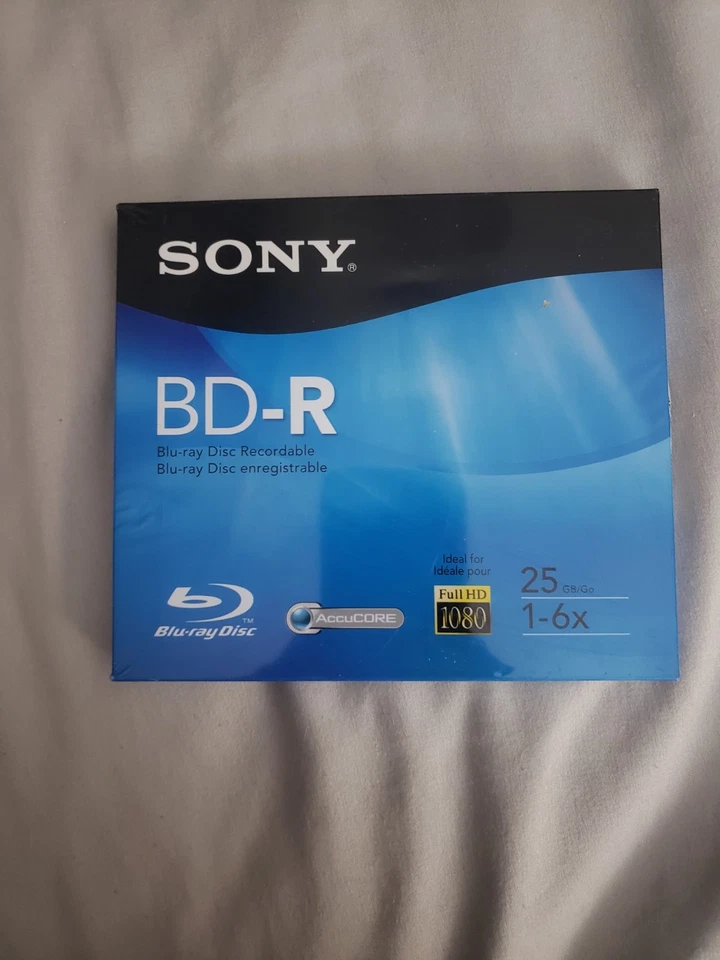 SONY®
BD-R
Blu-ray Disc Recordable
Blu-ray Disc enregistrable
Blu-ray Disc™
AccuCORE
Ideal for
Idéale pour
Full HD
1080
25 GB/Go
1-6x